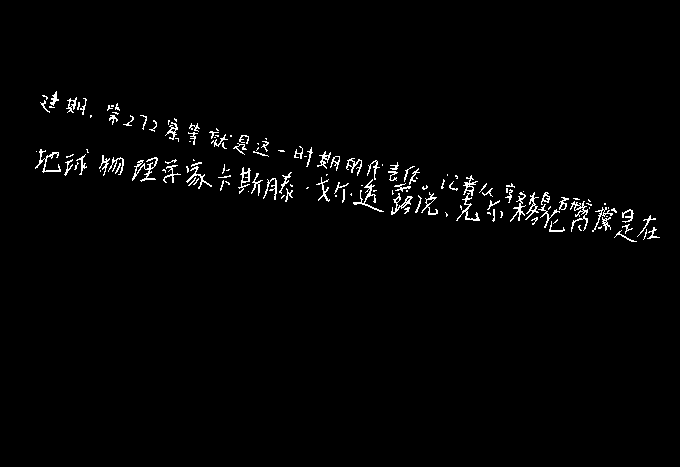 建期,第272窟等就是这一时期的代表作。记者从
地球物理学家卡斯滕·戈尔透露说、克尔是在